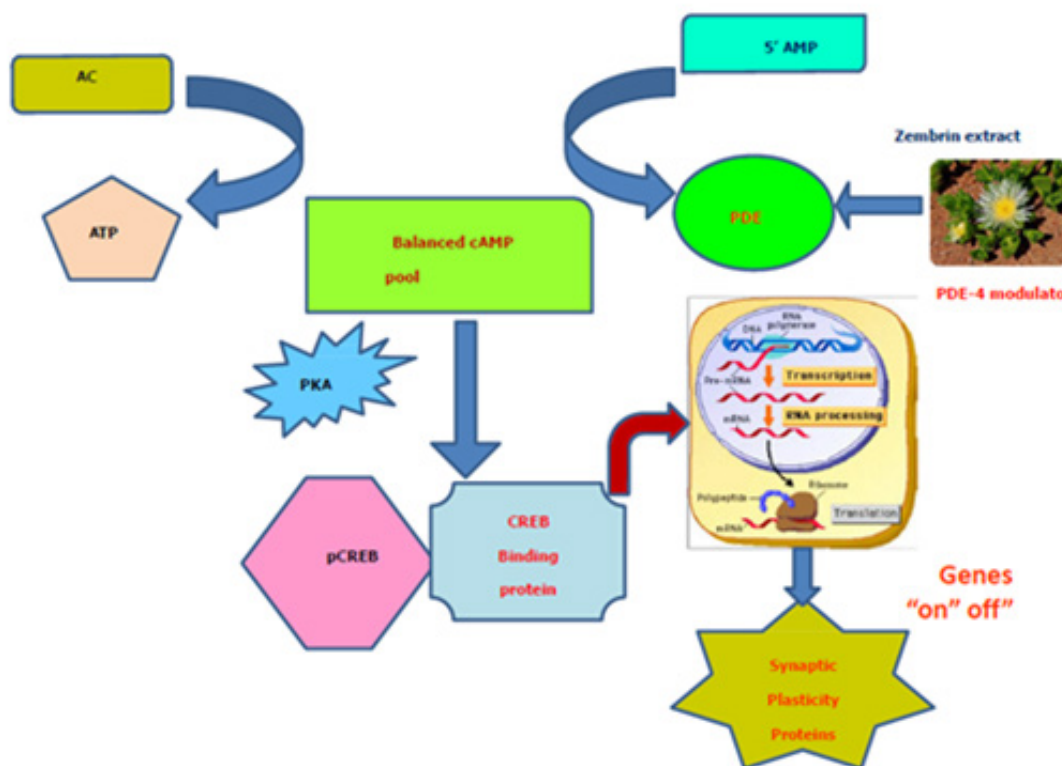 AC
5' AMP
Zembrin extract
ATP
PDE
Balanced cAMP
pool
PDE-4 modulato
PKA
DNA
RNA
polymerase
Pre-mRNA
Transcription
mRNA
RNA processing
Polypeptide
Ribosome
mRNA
Translation
pCREB
CREB
Binding
protein
Genes
“on” off”
Synaptic
Plasticity
Proteins